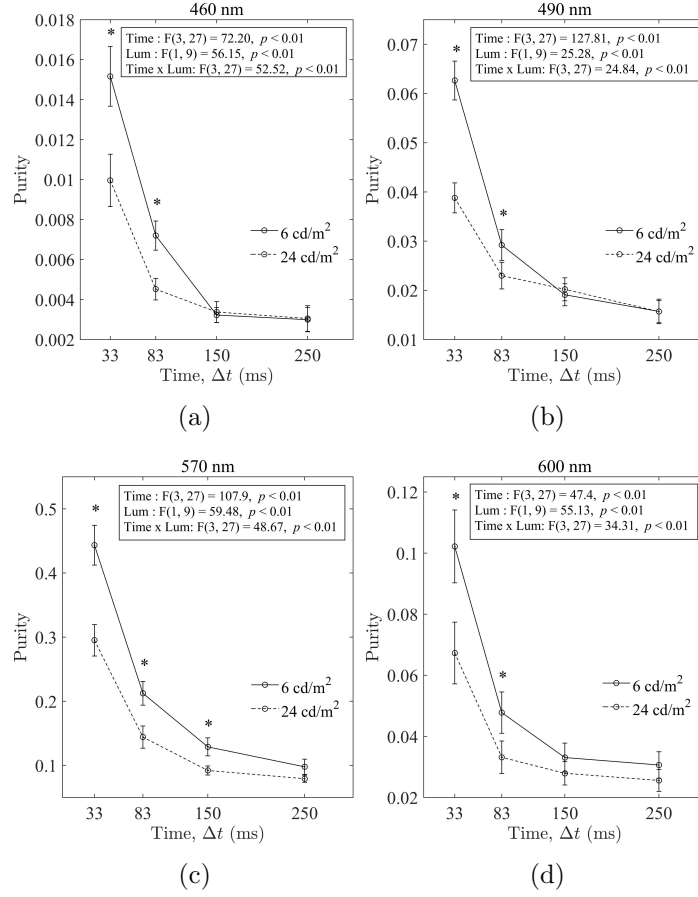 460 nm
Time : F(3, 27) = 72.20, p < 0.01
Lum : F(1, 9) = 56.15, p < 0.01
Time x Lum: F(3, 27) = 52.52, p < 0.01
0.018
0.016
0.014
0.012
0.01
0.008
0.006
0.004
0.002
Purity
*
*
6 cd/m²
24 cd/m²
33 83 150 250
Time, Δt (ms)
(a)
490 nm
Time : F(3, 27) = 127.81, p < 0.01
Lum : F(1, 9) = 25.28, p < 0.01
Time x Lum: F(3, 27) = 24.84, p < 0.01
0.07
0.06
0.05
0.04
0.03
0.02
0.01
Purity
*
*
6 cd/m²
24 cd/m²
33 83 150 250
Time, Δt (ms)
(b)
570 nm
Time : F(3, 27) = 107.9, p < 0.01
Lum : F(1, 9) = 59.48, p < 0.01
Time x Lum: F(3, 27) = 48.67, p < 0.01
0.5
0.4
0.3
0.2
0.1
Purity
*
*
*
6 cd/m²
24 cd/m²
33 83 150 250
Time, Δt (ms)
(c)
600 nm
Time : F(3, 27) = 47.4, p < 0.01
Lum : F(1, 9) = 55.13, p < 0.01
Time x Lum: F(3, 27) = 34.31, p < 0.01
0.12
0.1
0.08
0.06
0.04
0.02
Purity
*
*
6 cd/m²
24 cd/m²
33 83 150 250
Time, Δt (ms)
(d)